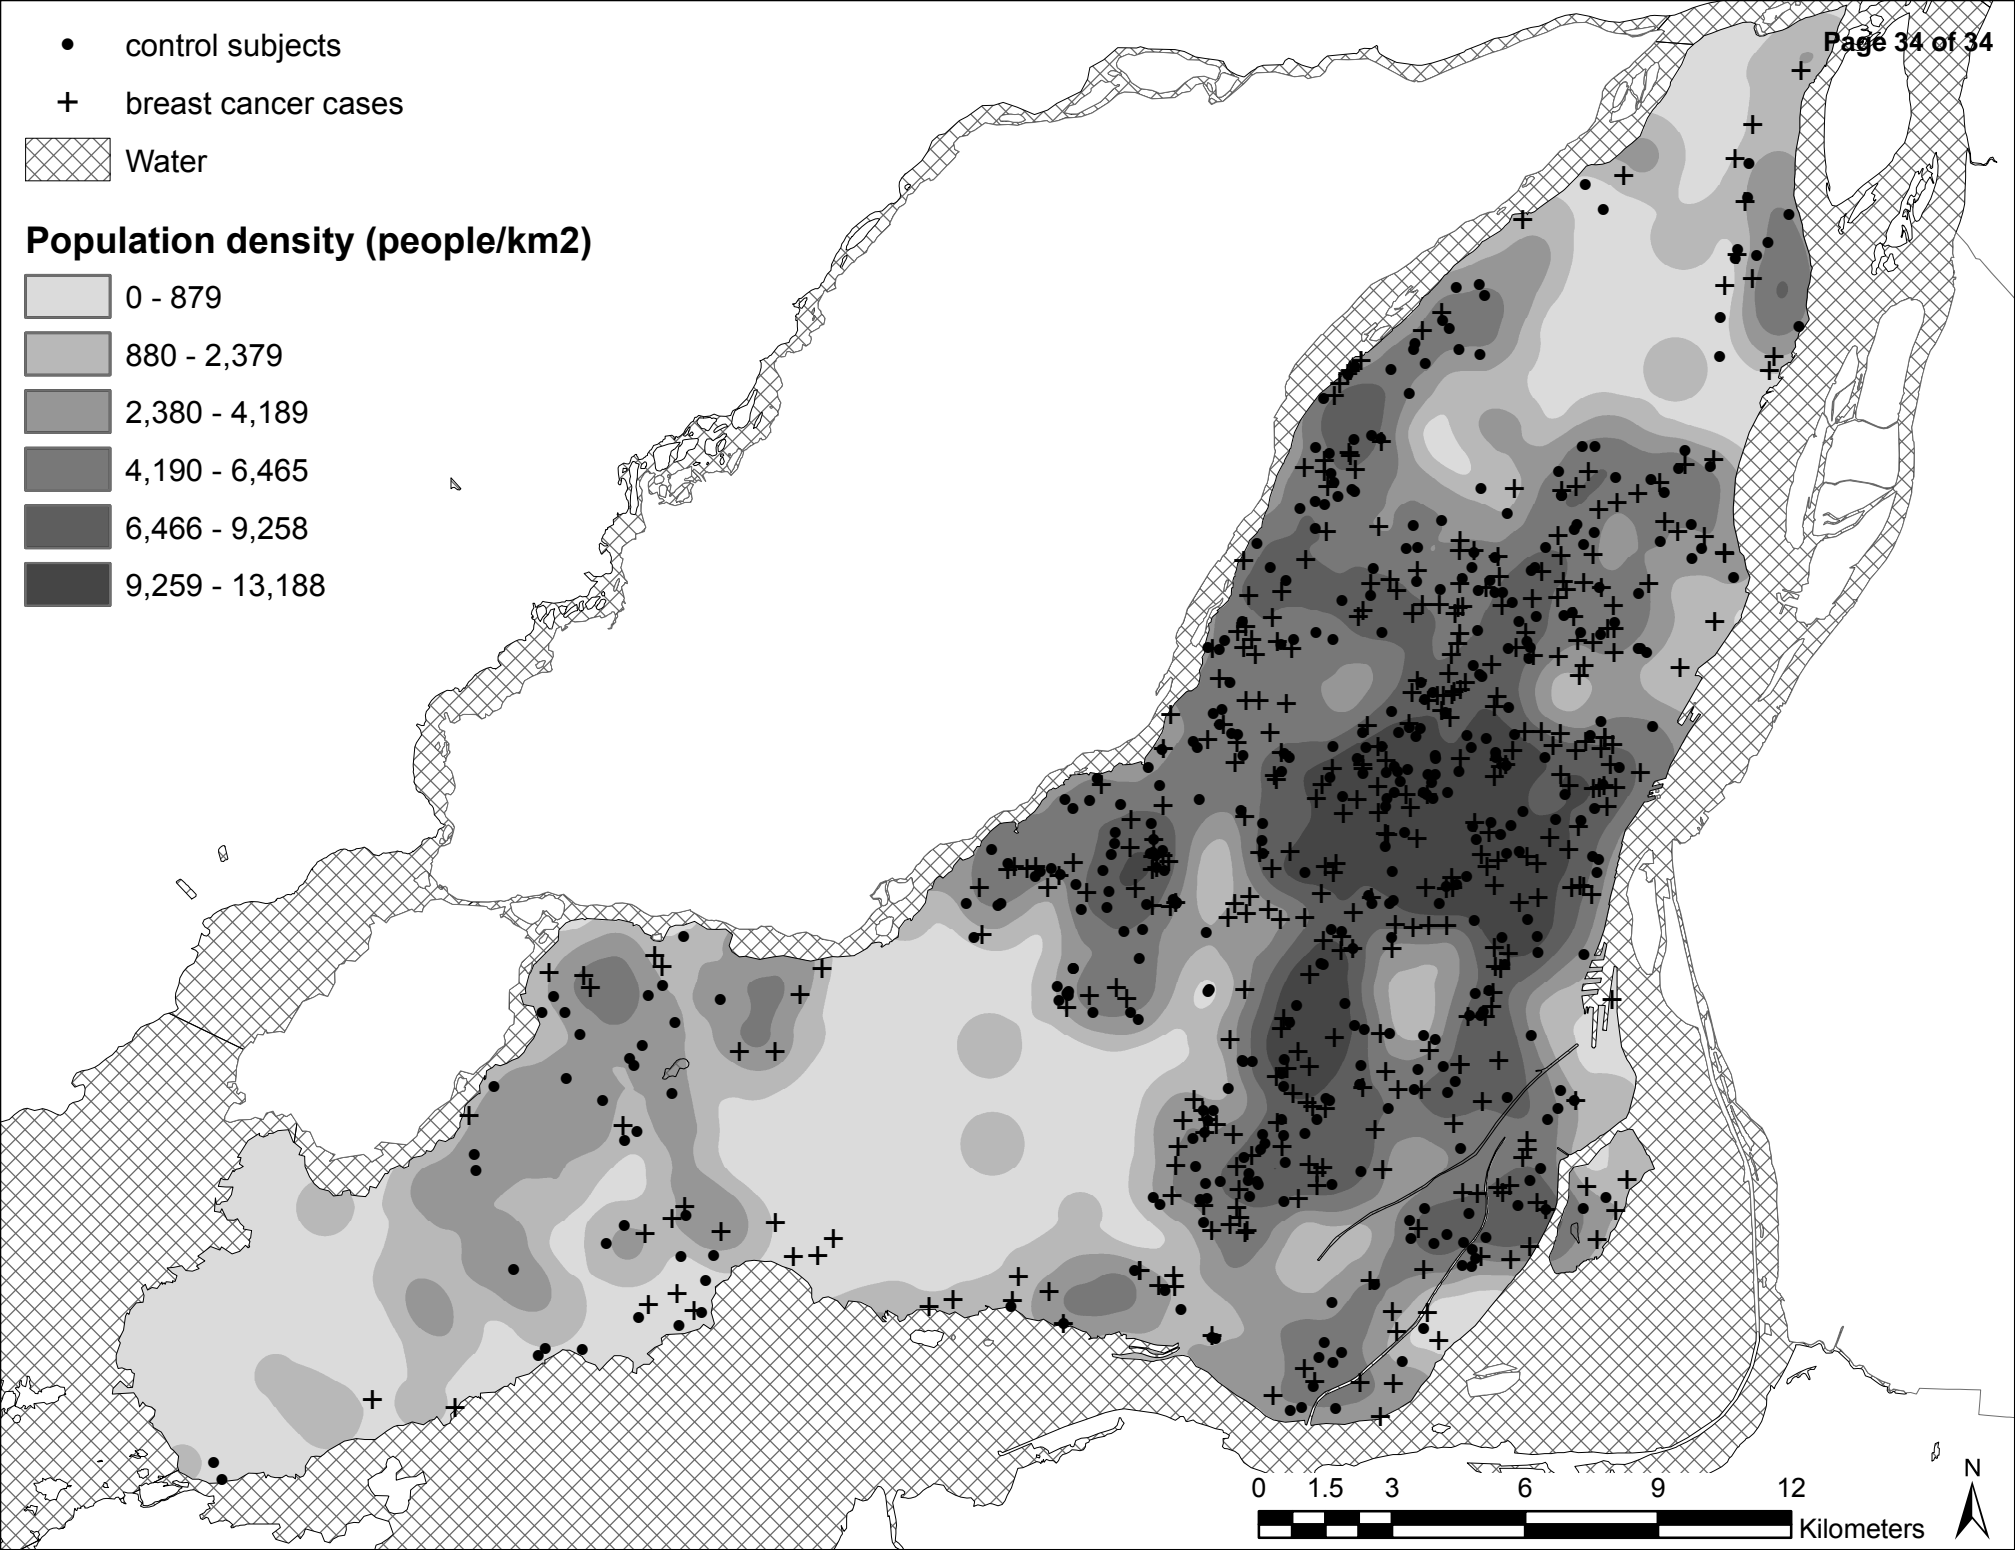 control subjects
Page 34 of 34
breast cancer cases
Water
Population density (people/km2)
0 - 879
880 - 2,379
2,380 - 4,189
4,190 - 6,465
6,466 - 9,258
9,259 - 13,188
N
0 1.5 3 6 9 12
Kilometers